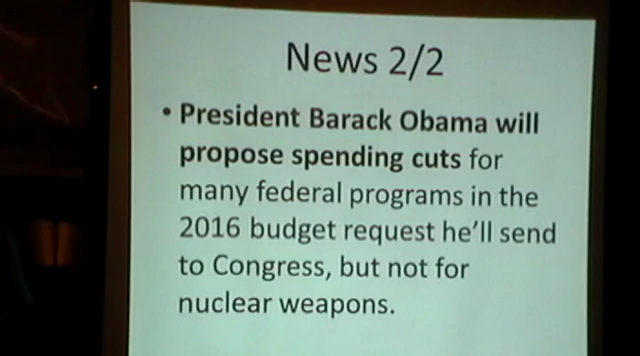 News 2/2
• President Barack Obama will
propose spending cuts for
many federal programs in the
2016 budget request he'll send
to Congress, but not for
nuclear weapons.